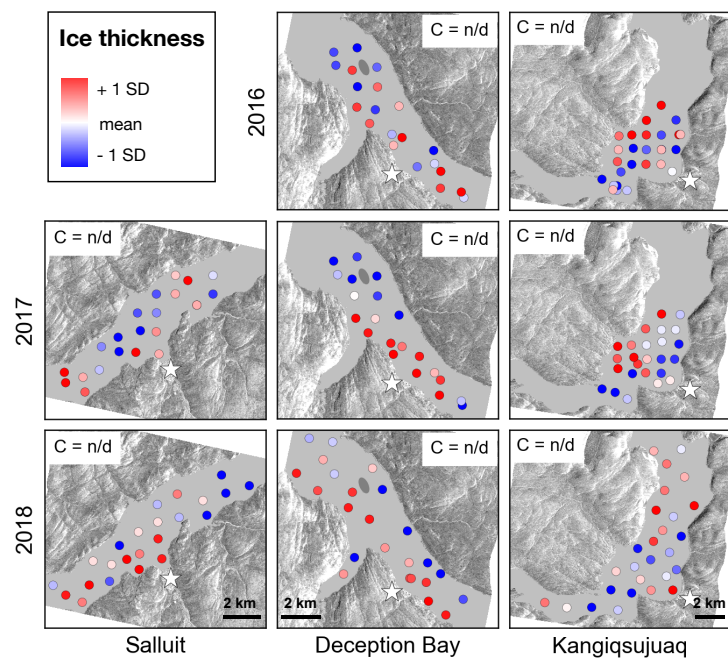 Ice thickness
+ 1 SD
mean
- 1 SD
C = n/d
C = n/d
2016
C = n/d
C = n/d
C = n/d
2017
C = n/d
C = n/d
C = n/d
2018
2 km
2 km
2 km
Salluit
Deception Bay
Kangiqsujuaq